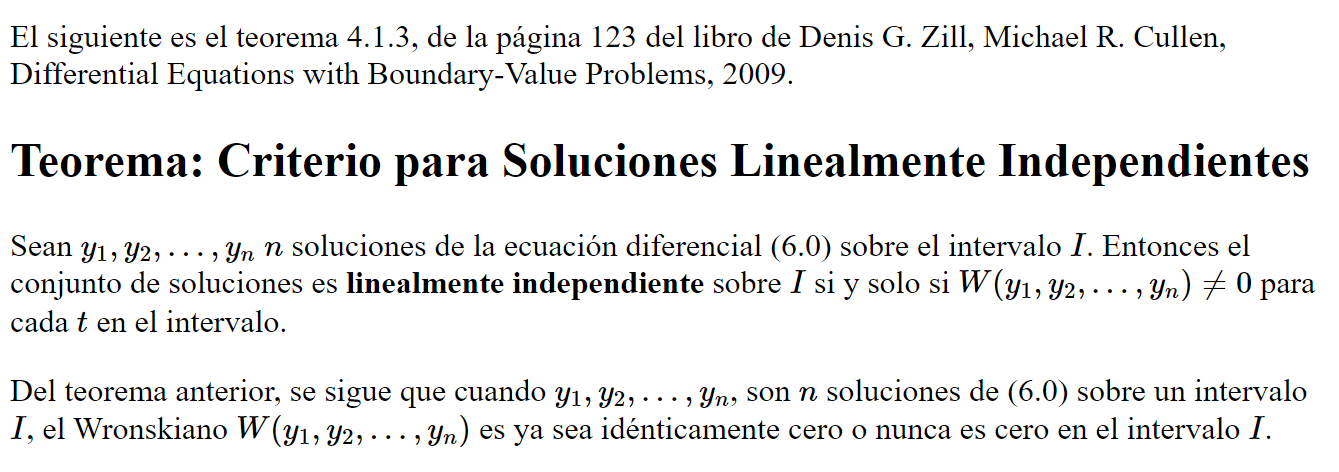 El siguiente es el teorema 4.1.3, de la página 123 del libro de Denis G. Zill, Michael R. Cullen,
Differential Equations with Boundary-Value Problems, 2009.
Teorema: Criterio para Soluciones Linealmente Independientes
Sean y₁, y₂, . . . , yₙ n soluciones de la ecuación diferencial (6.0) sobre el intervalo I. Entonces el
conjunto de soluciones es linealmente independiente sobre I si y solo si W(y₁, y₂, . . . , yₙ) ≠ 0 para
cada t en el intervalo.
Del teorema anterior, se sigue que cuando y₁, y₂, . . . , yₙ, son n soluciones de (6.0) sobre un intervalo
I, el Wronskiano W(y₁, y₂, . . . , yₙ) es ya sea idénticamente cero o nunca es cero en el intervalo I.